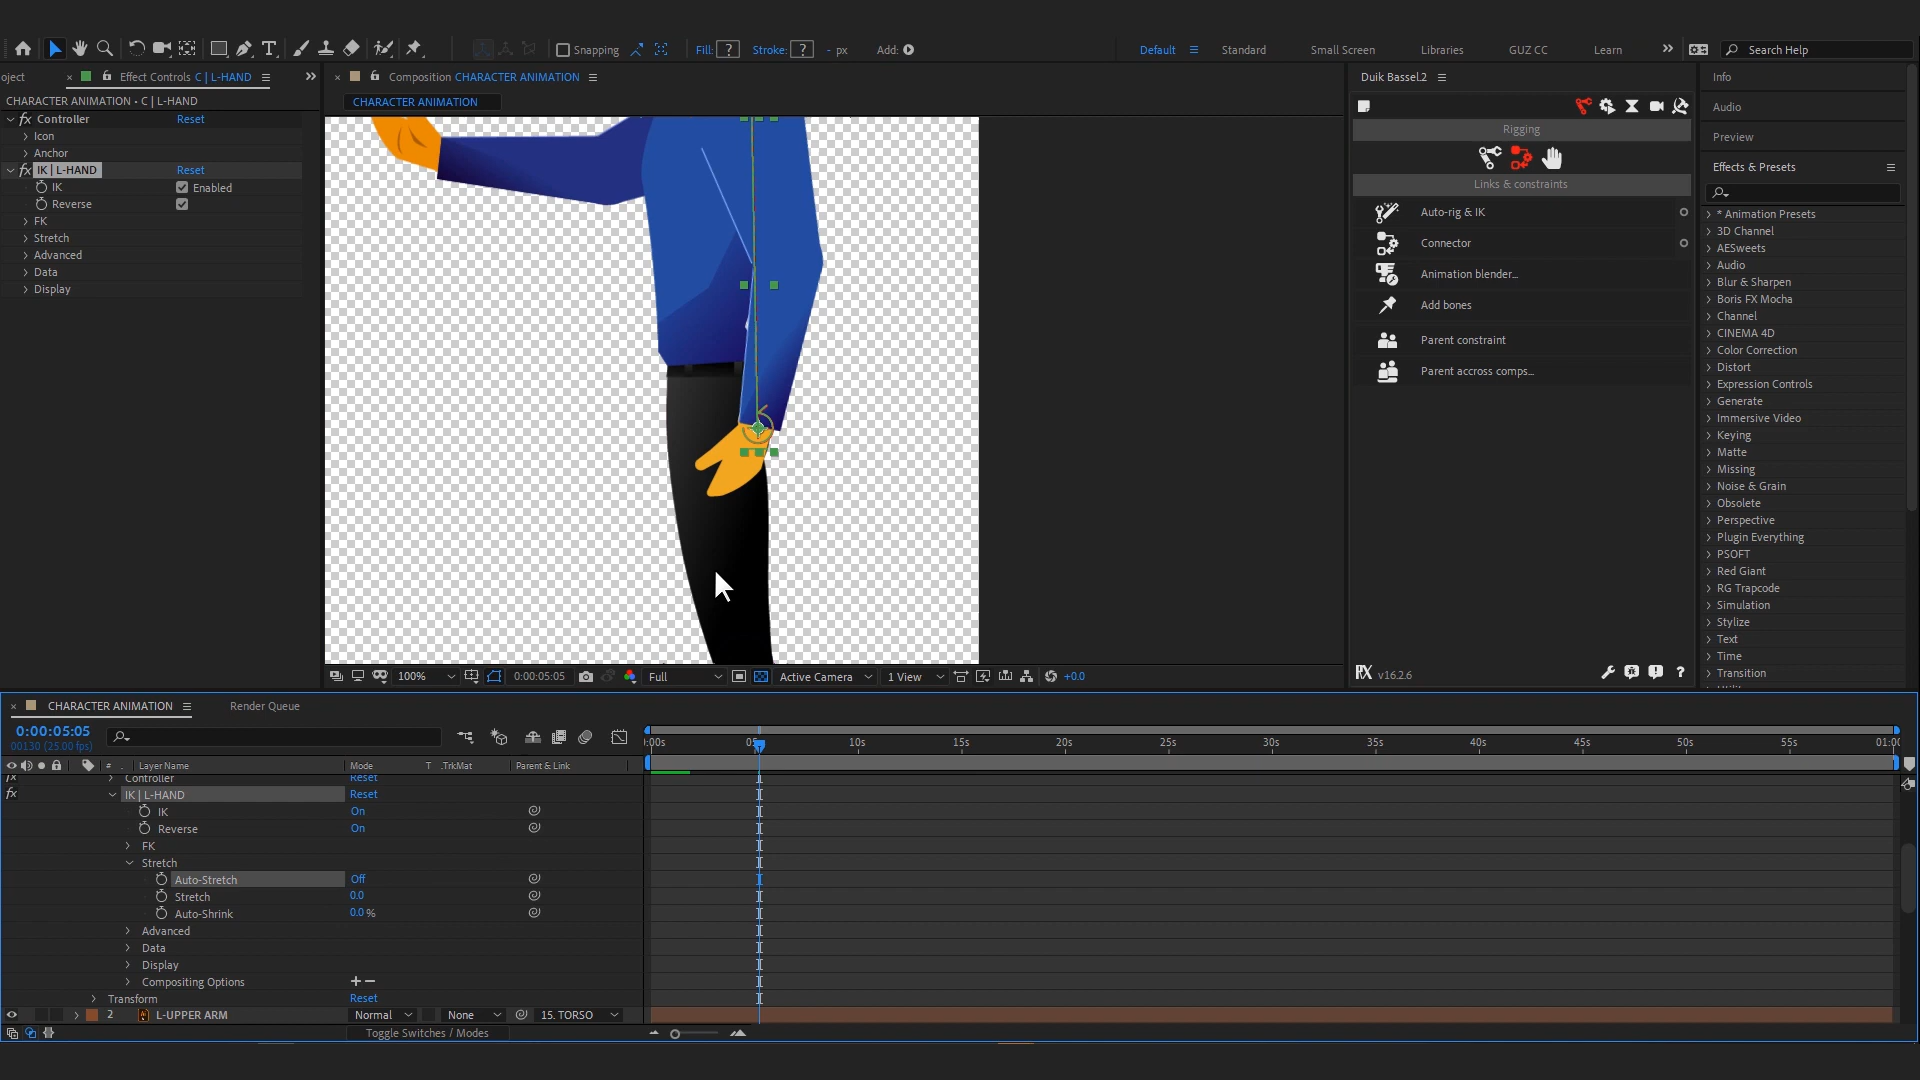 Snapping
Fill: ?
Stroke: ?
- px
Add:
Default
Standard
Small Screen
Libraries
GUZ CC
Learn
Search Help
oject
Effect Controls C | L-HAND
Composition CHARACTER ANIMATION
Duik Bassel.2
Info
CHARACTER ANIMATION • C | L-HAND
CHARACTER ANIMATION
Audio
fx Controller Reset
Icon
Anchor
fx IK | L-HAND Reset
IK Enabled
Reverse
FK
Stretch
Advanced
Data
Display
Rigging
Links & constraints
Auto-rig & IK
Connector
Animation blender...
Add bones
Parent constraint
Parent accross comps...
v16.2.6
?
Preview
Effects & Presets
* Animation Presets
3D Channel
AESweets
Audio
Blur & Sharpen
Boris FX Mocha
Channel
CINEMA 4D
Color Correction
Distort
Expression Controls
Generate
Immersive Video
Keying
Matte
Missing
Noise & Grain
Obsolete
Perspective
Plugin Everything
PSOFT
Red Giant
RG Trapcode
Simulation
Stylize
Text
Time
Transition
100%
0:00:05:05
Full
Active Camera
1 View
+0.0
CHARACTER ANIMATION
Render Queue
0:00:05:05
00130 (25.00 fps)
:00s 05 10s 15s 20s 25s 30s 35s 40s 45s 50s 55s 01:00
# . Layer Name Mode T .TrkMat Parent & Link
Controller Reset
fx IK | L-HAND Reset
IK On
Reverse On
FK
Stretch
Auto-Stretch Off
Stretch 0.0
Auto-Shrink 0.0 %
Advanced
Data
Display
Compositing Options + −
Transform Reset
2 L-UPPER ARM Normal None 15. TORSO
Toggle Switches / Modes